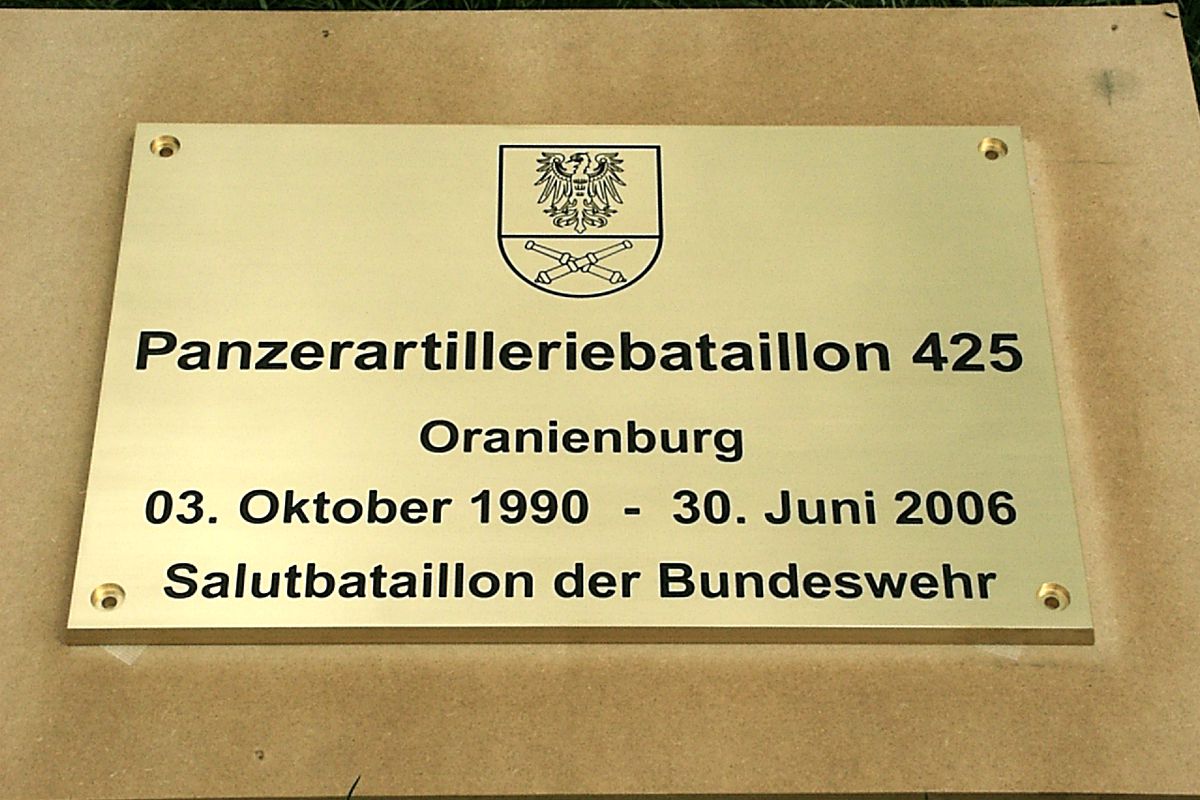 Panzerartilleriebataillon 425
Oranienburg
03. Oktober 1990 - 30. Juni 2006
Salutbataillon der Bundeswehr